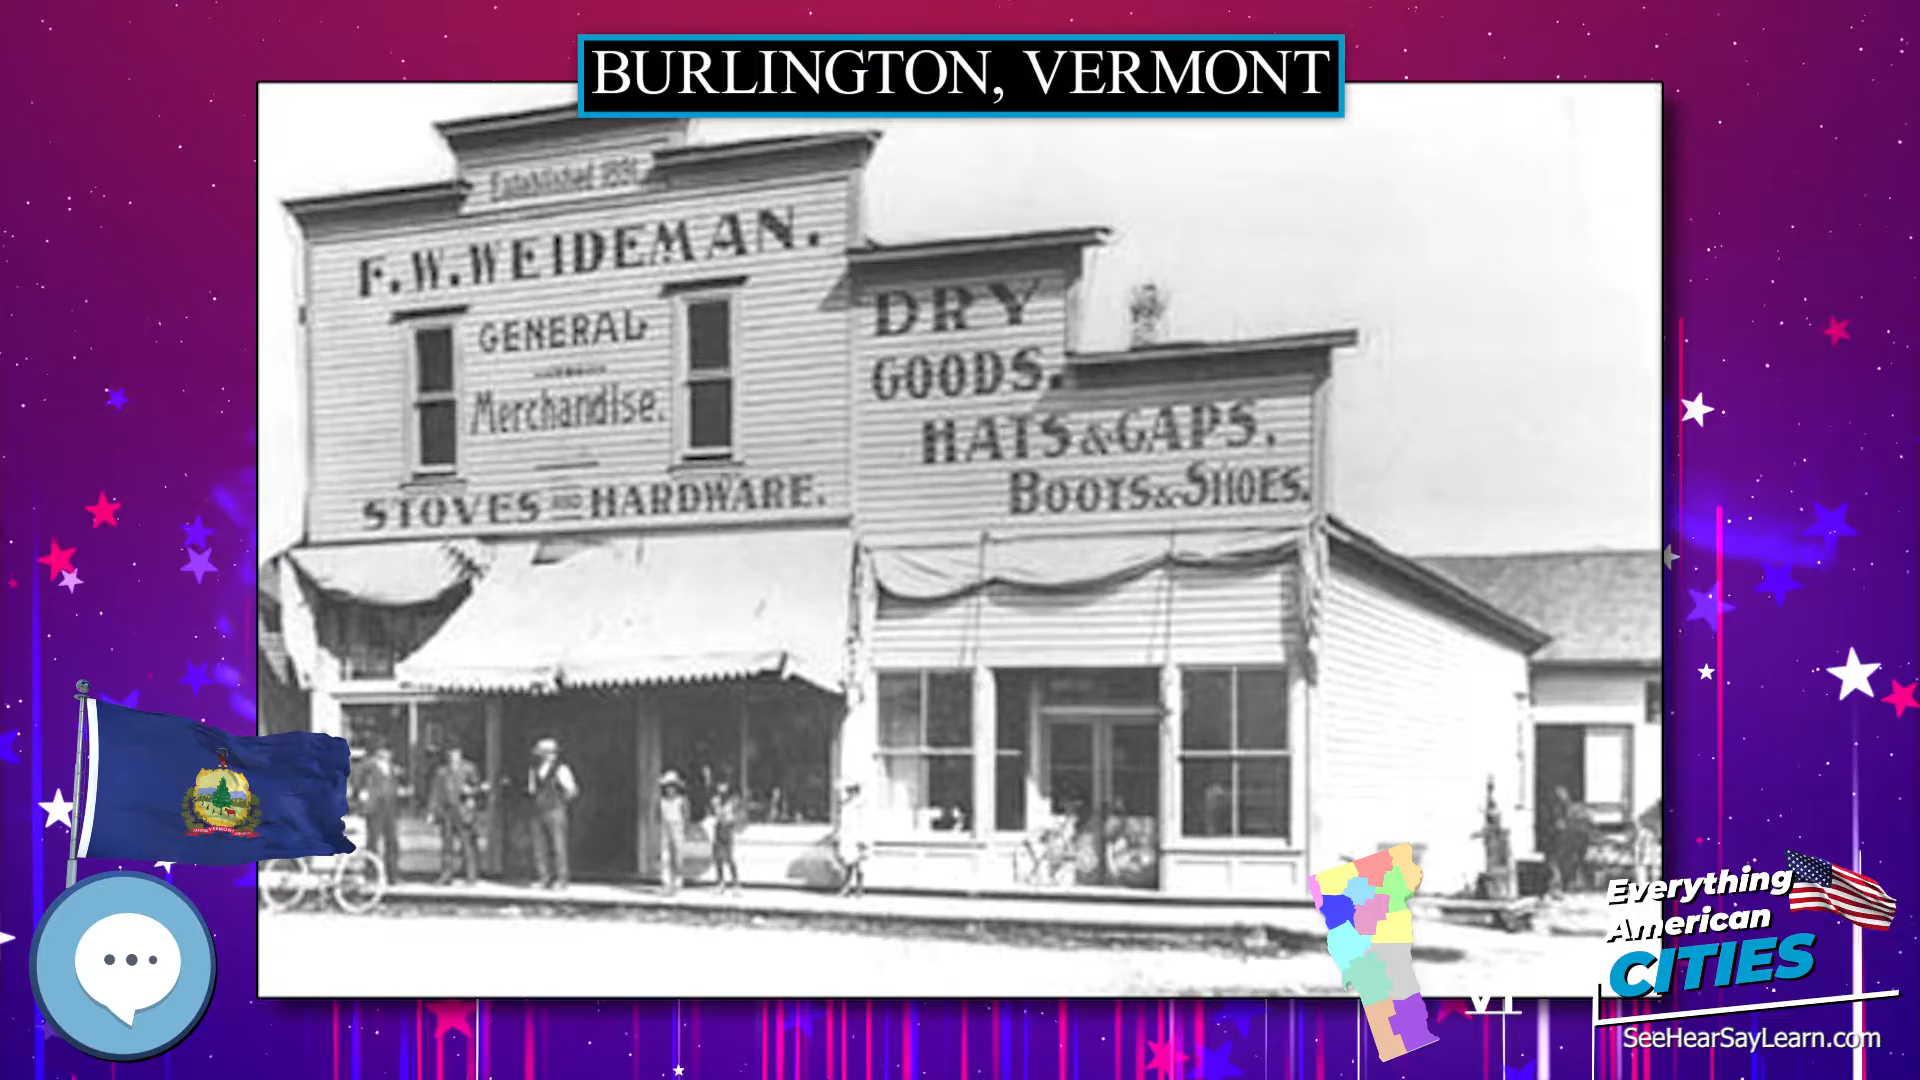 BURLINGTON, VERMONT
Established
F.W.WEIDEMAN.
GENERAL
Merchandise.
STOVES AND HARDWARE.
DRY
GOODS.
HATS & CAPS.
BOOTS & SHOES.
VT
Everything
American
CITIES
SeeHearSayLearn.com